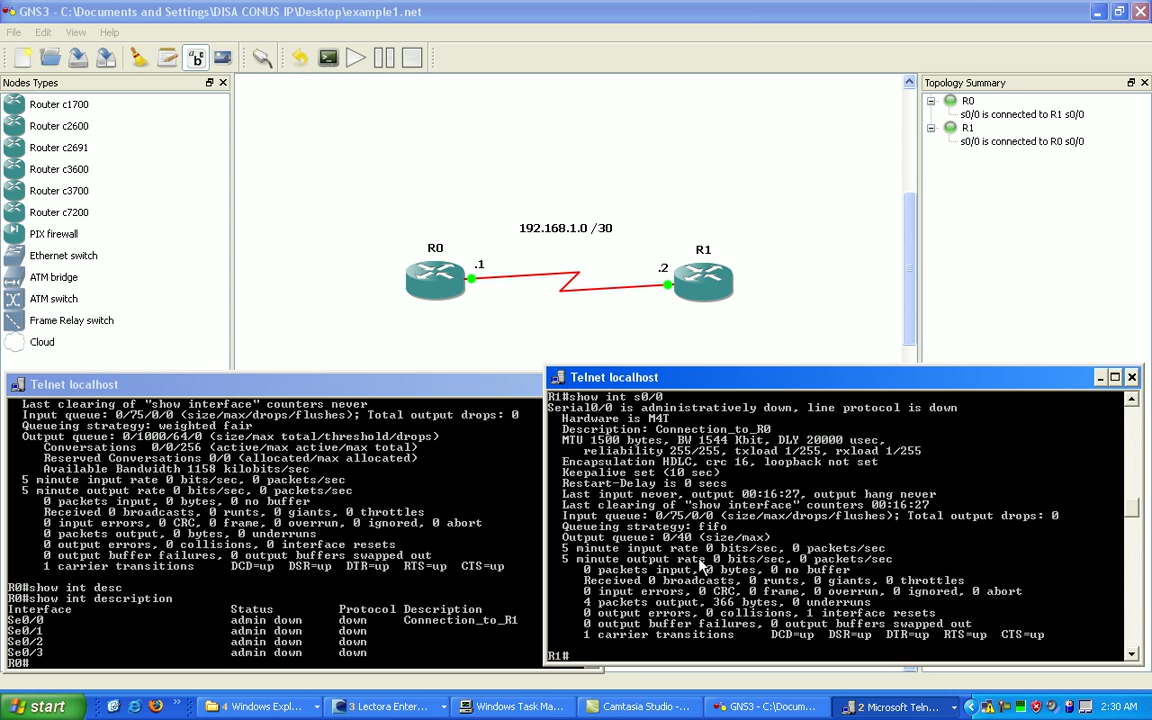 GNS3 - C:\Documents and Settings\DISA CONUS IP\Desktop\example1.net
File Edit View Help
Nodes Types
Router c1700
Router c2600
Router c2691
Router c3600
Router c3700
Router c7200
PIX firewall
Ethernet switch
ATM bridge
ATM switch
Frame Relay switch
Cloud
192.168.1.0 /30
R0
.1
R1
.2
Topology Summary
R0
s0/0 is connected to R1 s0/0
R1
s0/0 is connected to R0 s0/0
Telnet localhost
Last clearing of "show interface" counters never
Input queue: 0/75/0/0 (size/max/drops/flushes); Total output drops: 0
Queueing strategy: weighted fair
Output queue: 0/1000/64/0 (size/max total/threshold/drops)
Conversations 0/0/256 (active/max active/max total)
Reserved Conversations 0/0 (allocated/max allocated)
Available Bandwidth 1158 kilobits/sec
5 minute input rate 0 bits/sec, 0 packets/sec
5 minute output rate 0 bits/sec, 0 packets/sec
0 packets input, 0 bytes, 0 no buffer
Received 0 broadcasts, 0 runts, 0 giants, 0 throttles
0 input errors, 0 CRC, 0 frame, 0 overrun, 0 ignored, 0 abort
0 packets output, 0 bytes, 0 underruns
0 output errors, 0 collisions, 0 interface resets
0 output buffer failures, 0 output buffers swapped out
1 carrier transitions DCD=up DSR=up DTR=up RTS=up CTS=up
R0#show int desc
R0#show int description
Interface Status Protocol Description
Se0/0 admin down down Connection_to_R1
Se0/1 admin down down
Se0/2 admin down down
Se0/3 admin down down
R0#
Telnet localhost
R1#show int s0/0
Serial0/0 is administratively down, line protocol is down
Hardware is M4T
Description: Connection_to_R0
MTU 1500 bytes, BW 1544 Kbit, DLY 20000 usec,
reliability 255/255, txload 1/255, rxload 1/255
Encapsulation HDLC, crc 16, loopback not set
Keepalive set (10 sec)
Restart-Delay is 0 secs
Last input never, output 00:16:27, output hang never
Last clearing of "show interface" counters 00:16:27
Input queue: 0/75/0/0 (size/max/drops/flushes); Total output drops: 0
Queueing strategy: fifo
Output queue: 0/40 (size/max)
5 minute input rate 0 bits/sec, 0 packets/sec
5 minute output rate 0 bits/sec, 0 packets/sec
0 packets input, 0 bytes, 0 no buffer
Received 0 broadcasts, 0 runts, 0 giants, 0 throttles
0 input errors, 0 CRC, 0 frame, 0 overrun, 0 ignored, 0 abort
4 packets output, 366 bytes, 0 underruns
0 output errors, 0 collisions, 1 interface resets
0 output buffer failures, 0 output buffers swapped out
1 carrier transitions DCD=up DSR=up DTR=up RTS=up CTS=up
R1#
start
4 Windows Expl...
3 Lectora Enter...
Windows Task Ma...
Camtasia Studio -...
GNS3 - C:\Docum...
2 Microsoft Teln...
2:30 AM